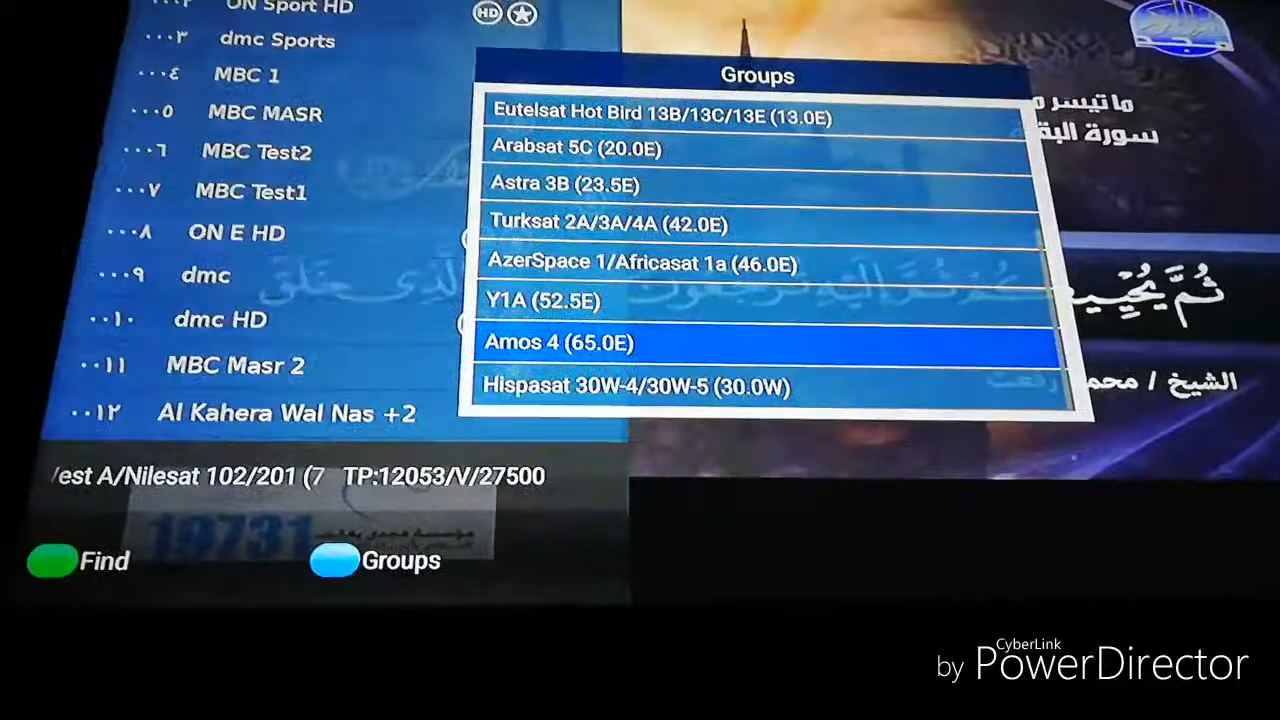 ON Sport HD
HD
٠٠٠٣ dmc Sports
٠٠٠٤ MBC 1
٠٠٠٥ MBC MASR
٠٠٠٦ MBC Test2
٠٠٠٧ MBC Test1
٠٠٠٨ ON E HD
٠٠٠٩ dmc
٠٠١٠ dmc HD
٠٠١١ MBC Masr 2
٠٠١٢ Al Kahera Wal Nas +2
Groups
Eutelsat Hot Bird 13B/13C/13E (13.0E)
Arabsat 5C (20.0E)
Astra 3B (23.5E)
Turksat 2A/3A/4A (42.0E)
AzerSpace 1/Africasat 1a (46.0E)
Y1A (52.5E)
Amos 4 (65.0E)
Hispasat 30W-4/30W-5 (30.0W)
ما تيسر م
سورة البق
الَّذِى خَلَقَ
ثُمَّ يُحْيِي
الشيخ / محم
رفعت
/est A/Nilesat 102/201 (7 TP:12053/V/27500
19731
Find
Groups
CyberLink
by PowerDirector